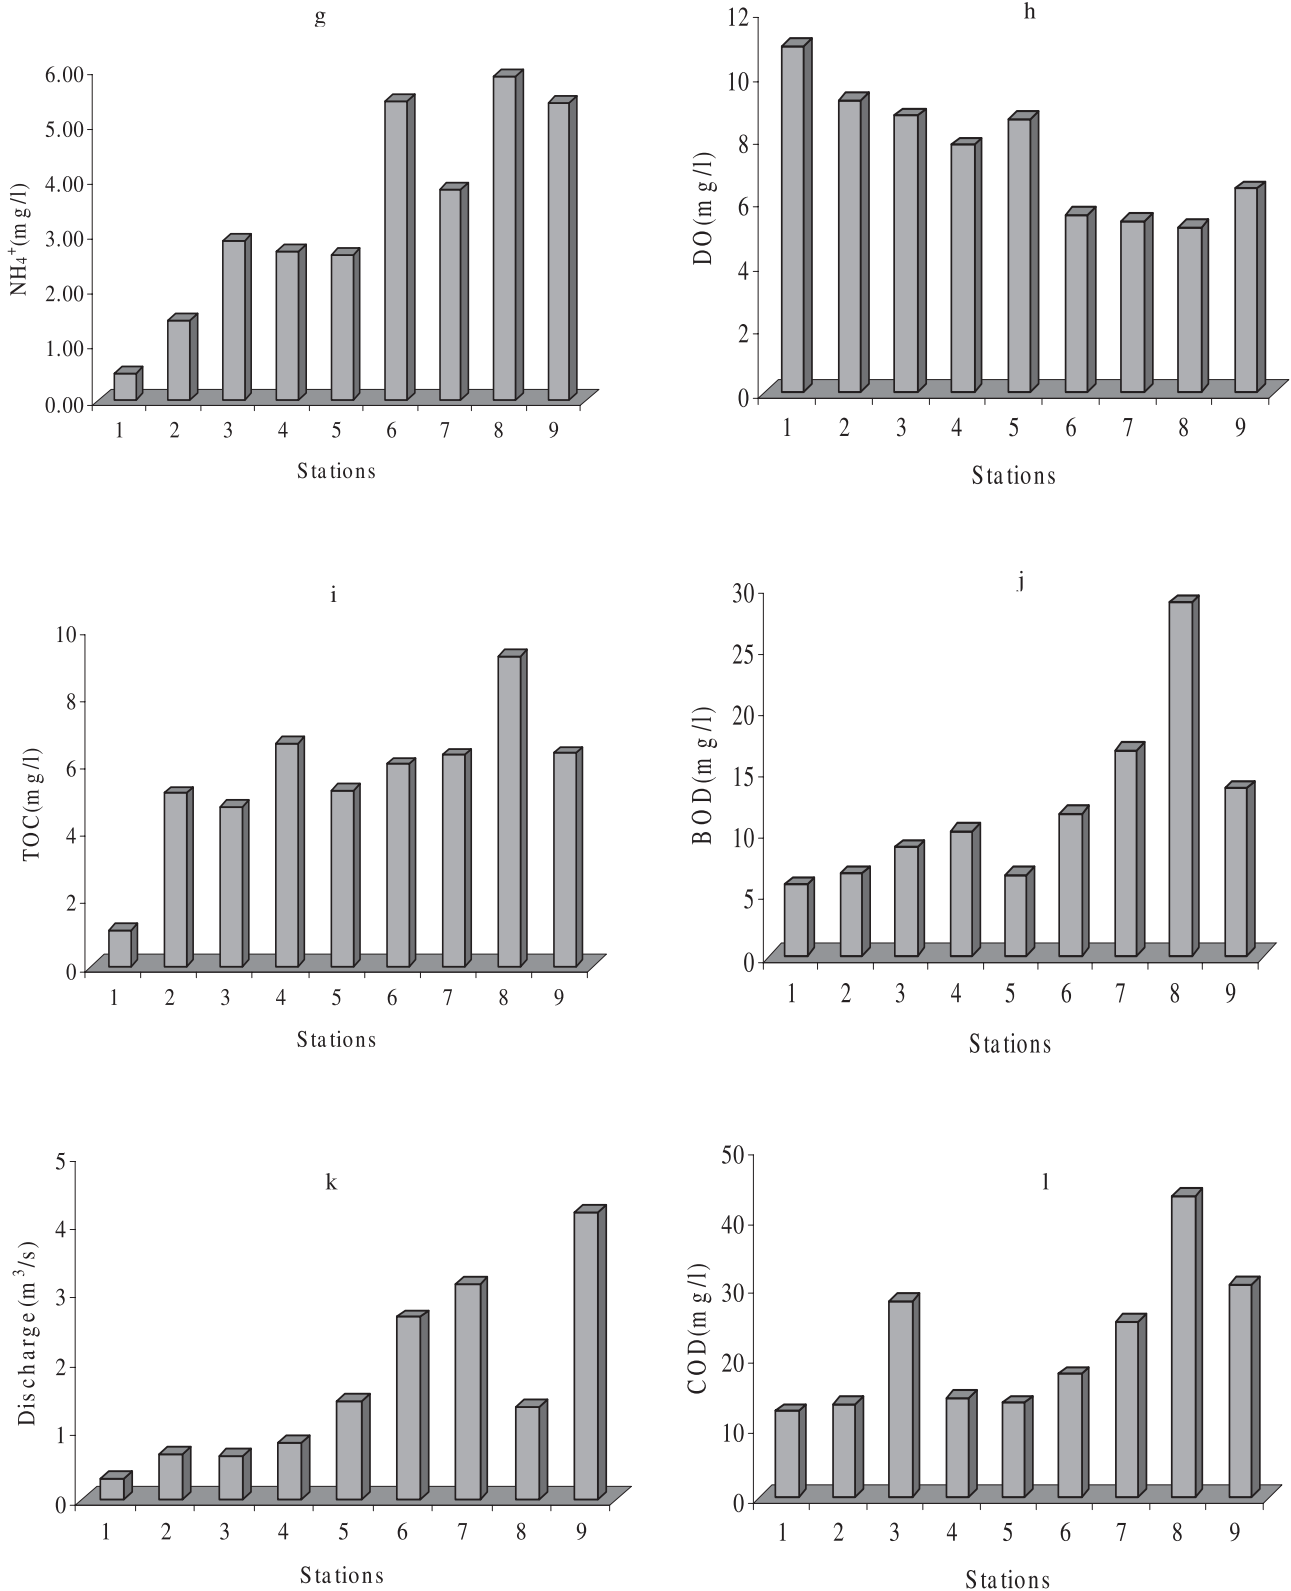 g
6.00
5.00
4.00
3.00
2.00
1.00
0.00
NH₄⁺(mg/l)
1 2 3 4 5 6 7 8 9
Stations
h
12
10
8
6
4
2
0
DO(mg/l)
1 2 3 4 5 6 7 8 9
Stations
i
10
8
6
4
2
0
TOC(mg/l)
1 2 3 4 5 6 7 8 9
Stations
j
30
25
20
15
10
5
0
BOD(mg/l)
1 2 3 4 5 6 7 8 9
Stations
k
5
4
3
2
1
0
Discharge(m³/s)
1 2 3 4 5 6 7 8 9
Stations
l
50
40
30
20
10
0
COD(mg/l)
1 2 3 4 5 6 7 8 9
Stations